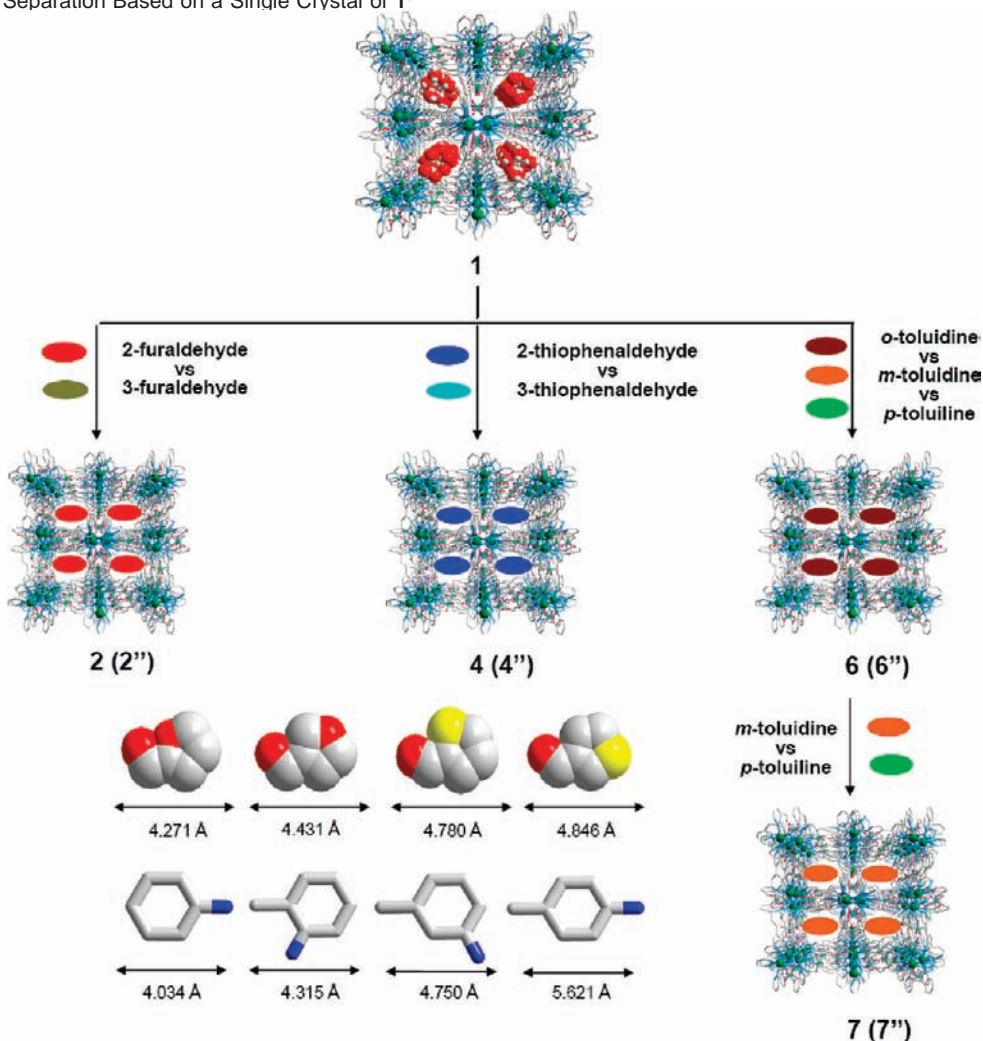 Separation Based on a Single Crystal of 1
1
2-furaldehyde
vs
3-furaldehyde
2-thiophenaldehyde
vs
3-thiophenaldehyde
o-toluidine
vs
m-toluidine
vs
p-toluiline
2 (2”)
4 (4”)
6 (6”)
m-toluidine
vs
p-toluiline
4.271 Å
4.431 Å
4.780 Å
4.846 Å
4.034 Å
4.315 Å
4.750 Å
5.621 Å
7 (7”)